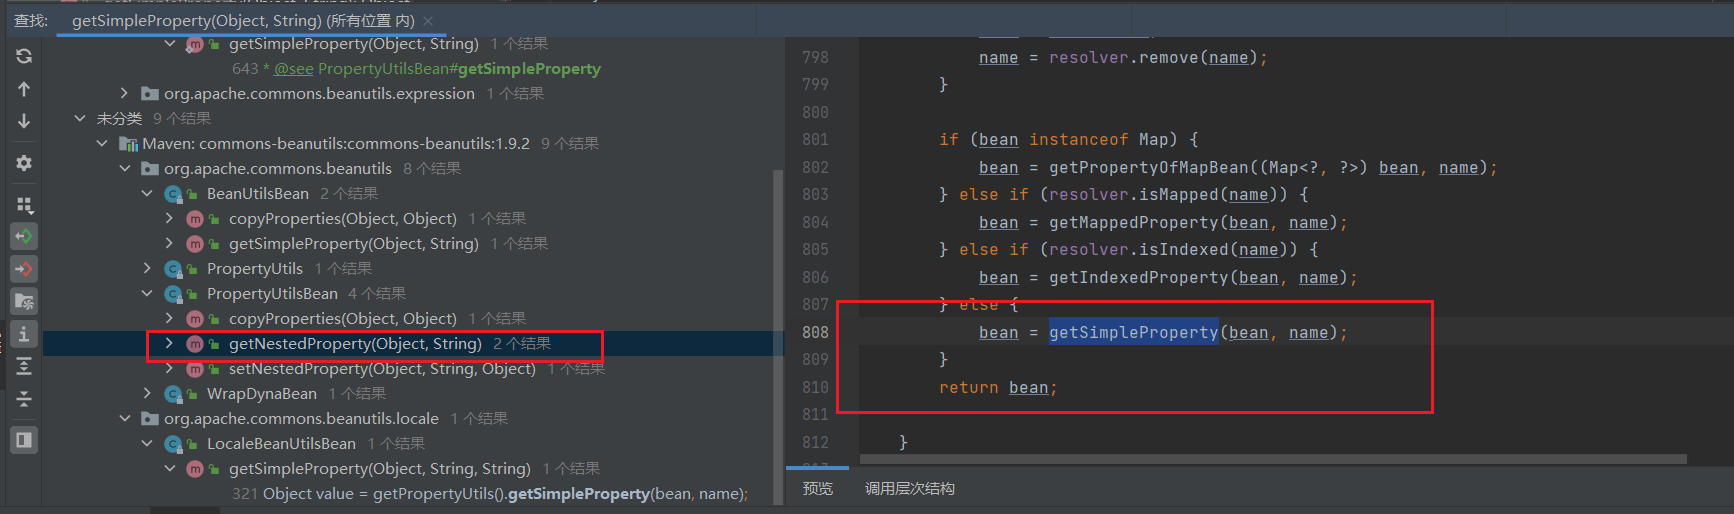 查找: getSimpleProperty(Object, String) (所有位置 内) ×
getSimpleProperty(Object, String) 1 个结果
643 * @see PropertyUtilsBean#getSimpleProperty
org.apache.commons.beanutils.expression 1 个结果
未分类 9 个结果
Maven: commons-beanutils:commons-beanutils:1.9.2 9 个结果
org.apache.commons.beanutils 8 个结果
BeanUtilsBean 2 个结果
copyProperties(Object, Object) 1 个结果
getSimpleProperty(Object, String) 1 个结果
PropertyUtils 1 个结果
PropertyUtilsBean 4 个结果
copyProperties(Object, Object) 1 个结果
getNestedProperty(Object, String) 2 个结果
setNestedProperty(Object, String, Object) 1 个结果
WrapDynaBean 1 个结果
org.apache.commons.beanutils.locale 1 个结果
LocaleBeanUtilsBean 1 个结果
getSimpleProperty(Object, String, String) 1 个结果
321 Object value = getPropertyUtils().getSimpleProperty(bean, name);
798 name = resolver.remove(name);
799 }
800
801 if (bean instanceof Map) {
802 bean = getPropertyOfMapBean((Map<?, ?>) bean, name);
803 } else if (resolver.isMapped(name)) {
804 bean = getMappedProperty(bean, name);
805 } else if (resolver.isIndexed(name)) {
806 bean = getIndexedProperty(bean, name);
807 } else {
808 bean = getSimpleProperty(bean, name);
809 }
810 return bean;
811
812 }
预览 调用层次结构